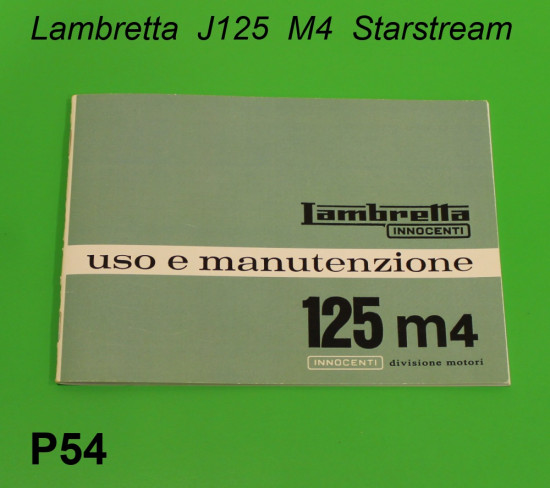 Lambretta J125 M4 Starstream
Lambretta
INNOCENTI
uso e manutenzione
125 m4
INNOCENTI divisione motori
P54